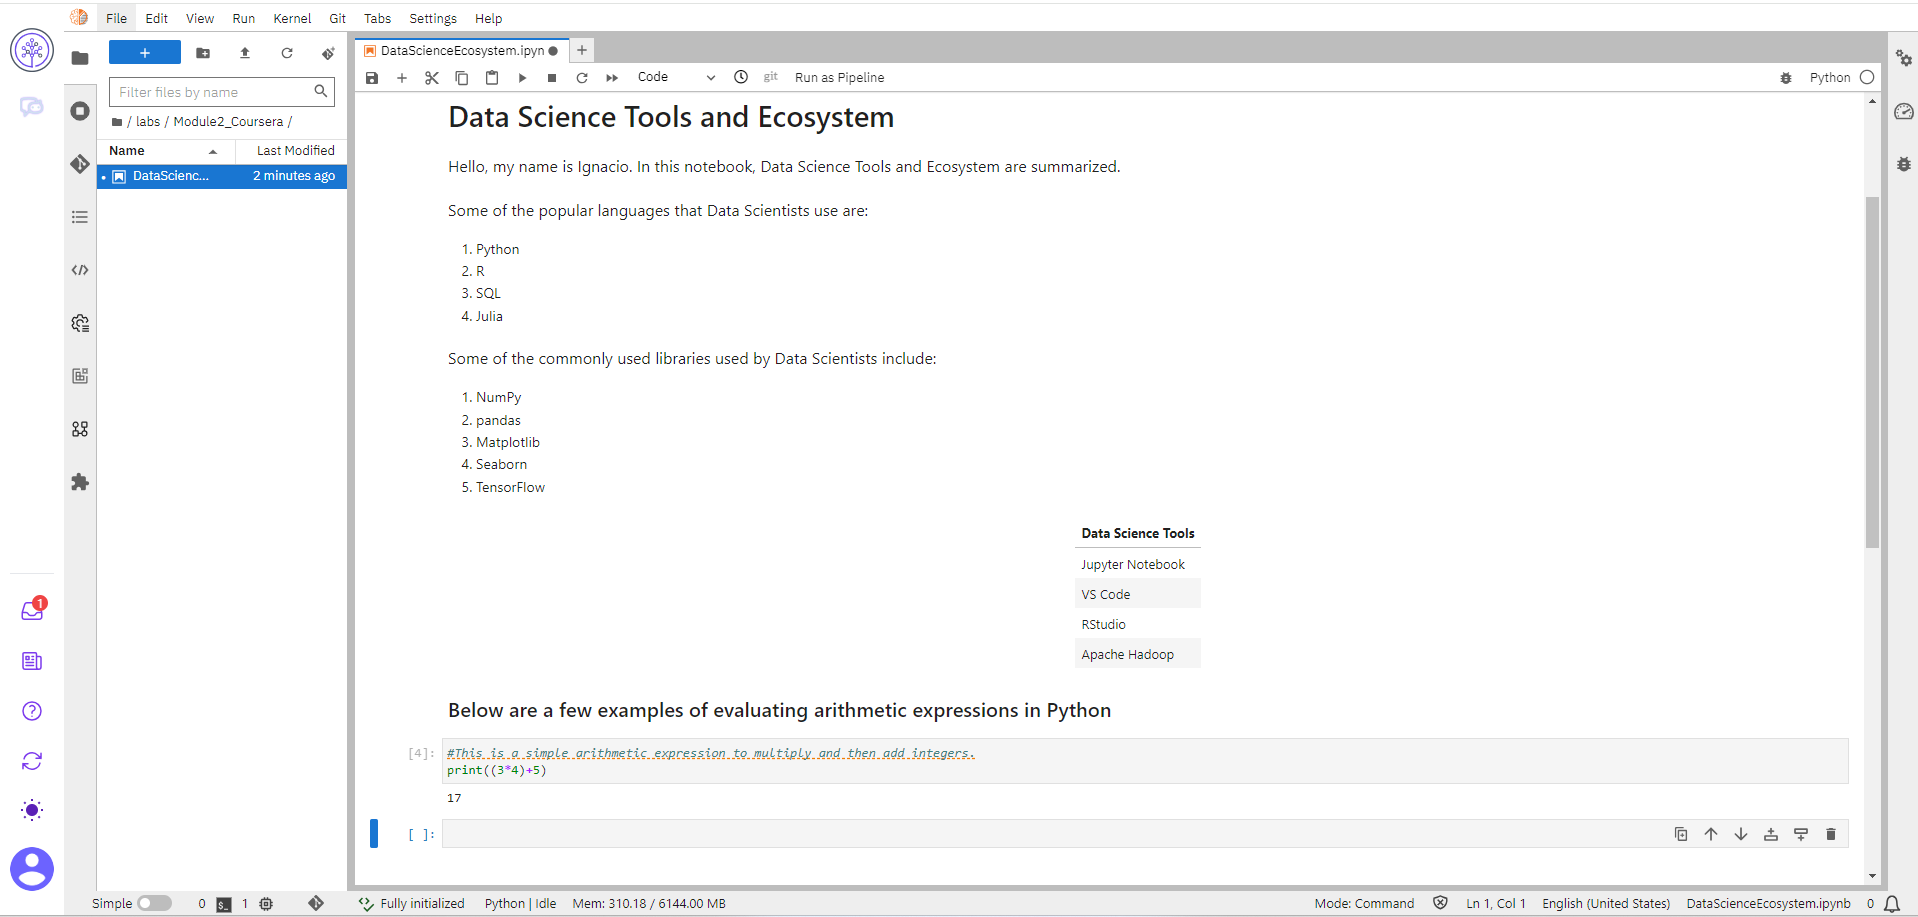 File Edit View Run Kernel Git Tabs Settings Help
Filter files by name
/ labs / Module2_Coursera /
Name Last Modified
DataScienc... 2 minutes ago
DataScienceEcosystem.ipyn
Code git Run as Pipeline Python
Data Science Tools and Ecosystem
Hello, my name is Ignacio. In this notebook, Data Science Tools and Ecosystem are summarized.
Some of the popular languages that Data Scientists use are:
1. Python
2. R
3. SQL
4. Julia
Some of the commonly used libraries used by Data Scientists include:
1. NumPy
2. pandas
3. Matplotlib
4. Seaborn
5. TensorFlow
Data Science Tools
Jupyter Notebook
VS Code
RStudio
Apache Hadoop
Below are a few examples of evaluating arithmetic expressions in Python
[4]: #This is a simple arithmetic expression to multiply and then add integers.
print((3*4)+5)
17
[ ]:
1
Simple 0 $_ 1 Fully initialized Python | Idle Mem: 310.18 / 6144.00 MB Mode: Command Ln 1, Col 1 English (United States) DataScienceEcosystem.ipynb 0